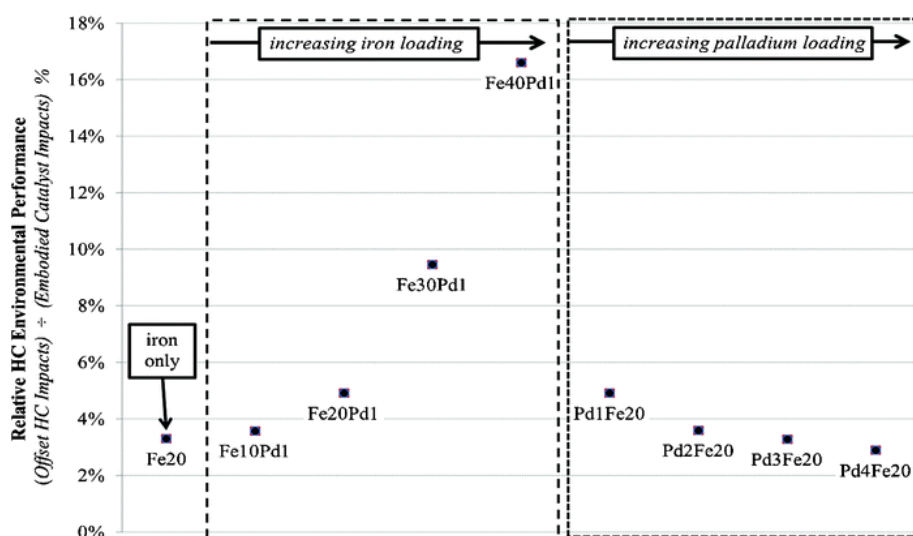 Relative HC Environmental Performance
(Offset HC Impacts) ÷ (Embodied Catalyst Impacts) %
18%
16%
14%
12%
10%
8%
6%
4%
2%
0%
increasing iron loading
increasing palladium loading
Fe40Pd1
Fe30Pd1
iron
only
Fe20Pd1
Pd1Fe20
Fe20
Fe10Pd1
Pd2Fe20
Pd3Fe20
Pd4Fe20